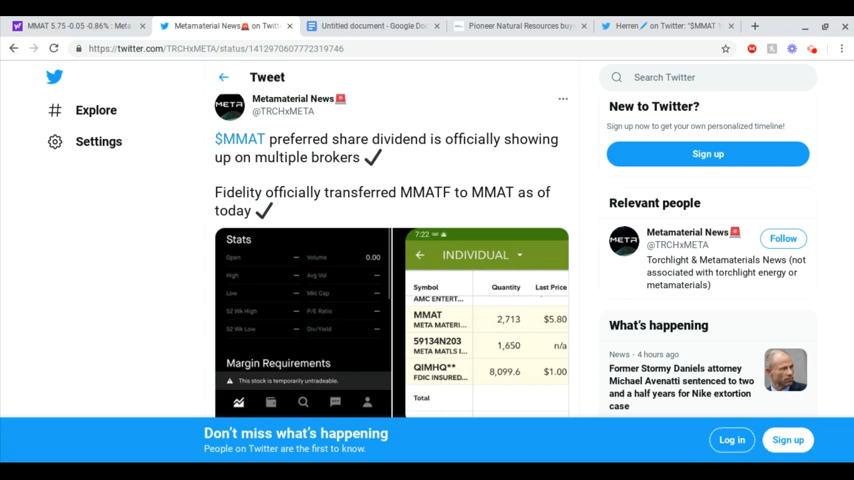 MMAT 5.75 -0.05 -0.86% : Meta
Metamaterial News🚨 on Twitt
Untitled document - Google Doc
Pioneer Natural Resources buy
Herren🖊 on Twitter: "$MMAT
https://twitter.com/TRCHxMETA/status/1412970607772319746
Explore
Settings
Tweet
META
Metamaterial News🚨
@TRCHxMETA
$MMAT preferred share dividend is officially showing
up on multiple brokers ✔
Fidelity officially transferred MMATF to MMAT as of
today ✔
Stats
Open – Volume 0.00
High – Avg Vol –
Low – Mkt Cap –
52 Wk High – P/E Ratio –
52 Wk Low – Div/Yield –
Margin Requirements
This stock is temporarily untradeable.
7:22
INDIVIDUAL
Symbol Quantity Last Price
AMC ENTERT...
MMAT 2,713 $5.80
META MATERI...
59134N203 1,650 n/a
META MATLS I...
QIMHQ** 8,099.6 $1.00
FDIC INSURED...
Total
Search Twitter
New to Twitter?
Sign up now to get your own personalized timeline!
Sign up
Relevant people
META
Metamaterial News🚨
@TRCHxMETA
Follow
Torchlight & Metamaterials News (not
associated with torchlight energy or
metamaterials)
What's happening
News · 4 hours ago
Former Stormy Daniels attorney
Michael Avenatti sentenced to two
and a half years for Nike extortion
case
Don't miss what's happening
People on Twitter are the first to know.
Log in
Sign up